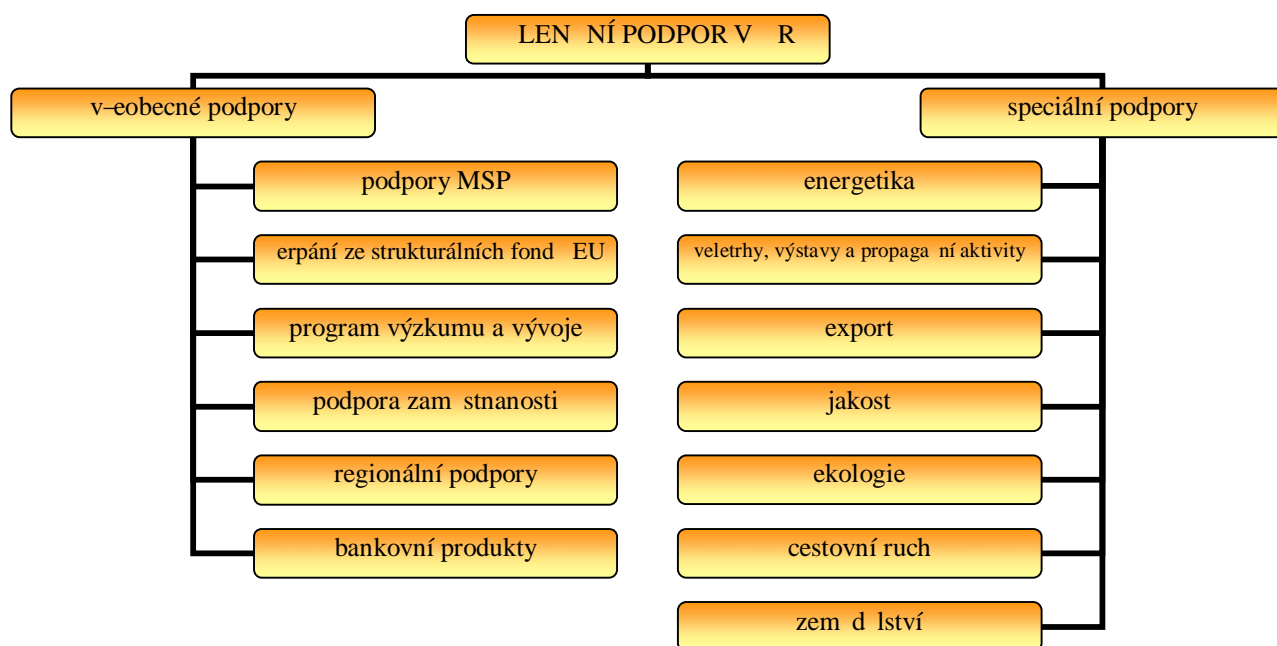 LEN NÍ PODPOR V R
v–eobecné podpory
speciální podpory
podpory MSP
erpání ze strukturálních fond EU
program výzkumu a vývoje
podpora zam stnanosti
regionální podpory
bankovní produkty
energetika
veletrhy, výstavy a propaga ní aktivity
export
jakost
ekologie
cestovní ruch
zem d lství